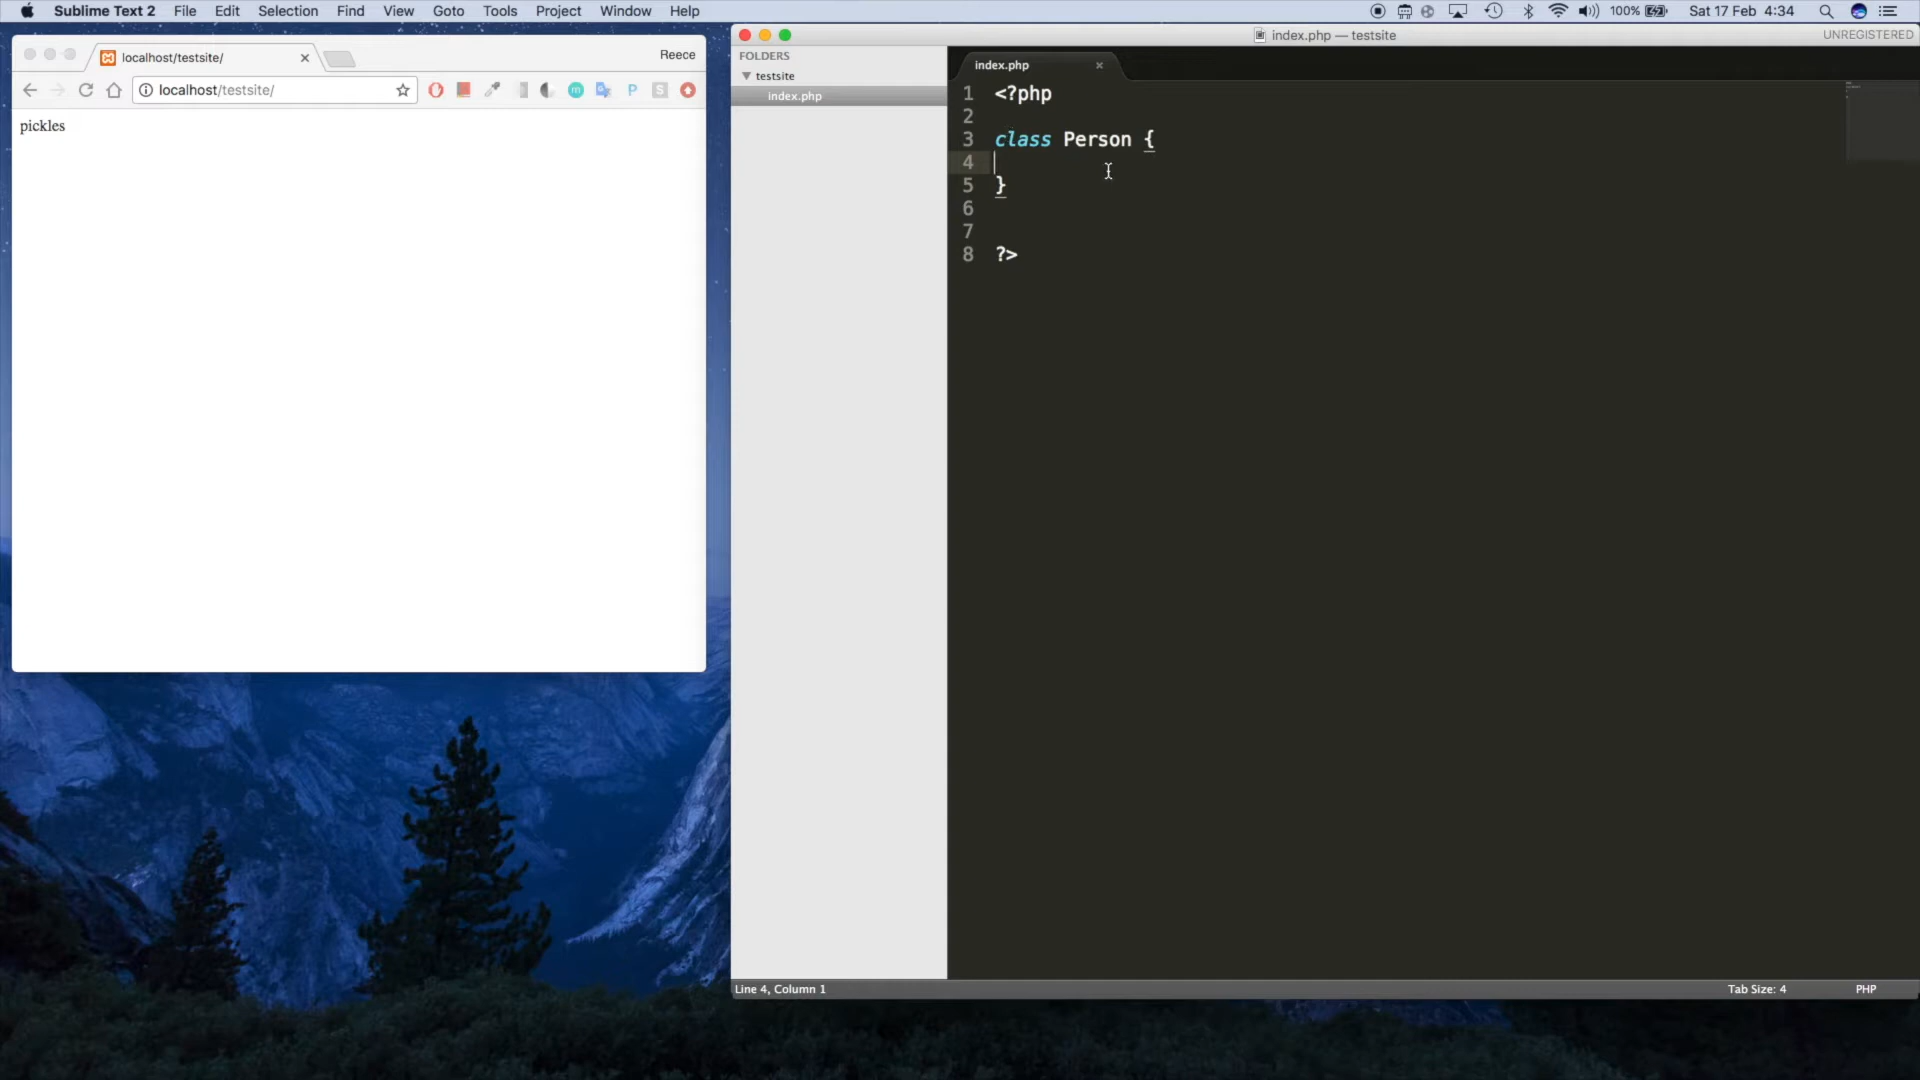 Sublime Text 2 File Edit Selection Find View Goto Tools Project Window Help 100% Sat 17 Feb 4:34
localhost/testsite/ Reece
localhost/testsite/
pickles
index.php — testsite UNREGISTERED
FOLDERS
testsite
index.php
index.php
1 <?php
2
3 class Person {
4
5 }
6
7
8 ?>
Line 4, Column 1 Tab Size: 4 PHP